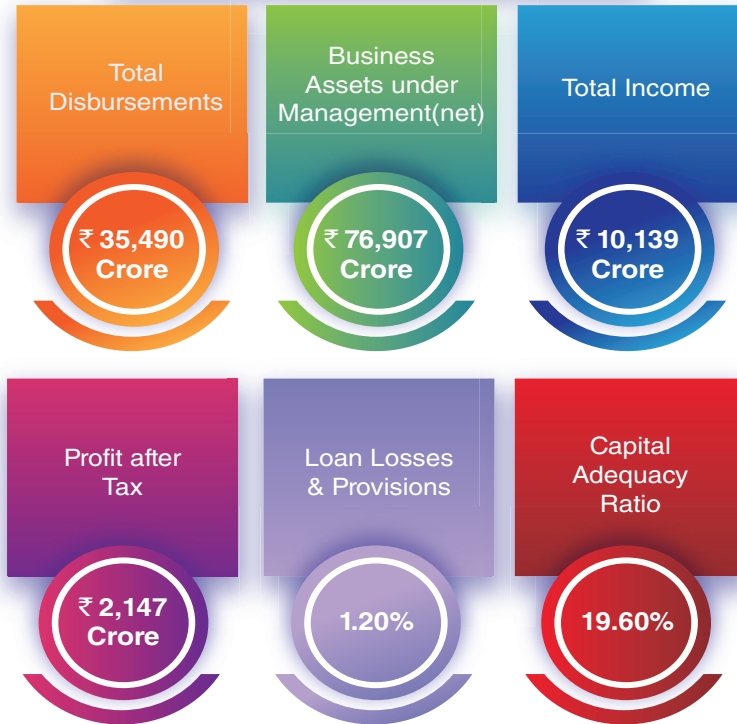 Total
Disbursements
₹ 35,490
Crore
Business
Assets under
Management(net)
₹ 76,907
Crore
Total Income
₹ 10,139
Crore
Profit after
Tax
₹ 2,147
Crore
Loan Losses
& Provisions
1.20%
Capital
Adequacy
Ratio
19.60%